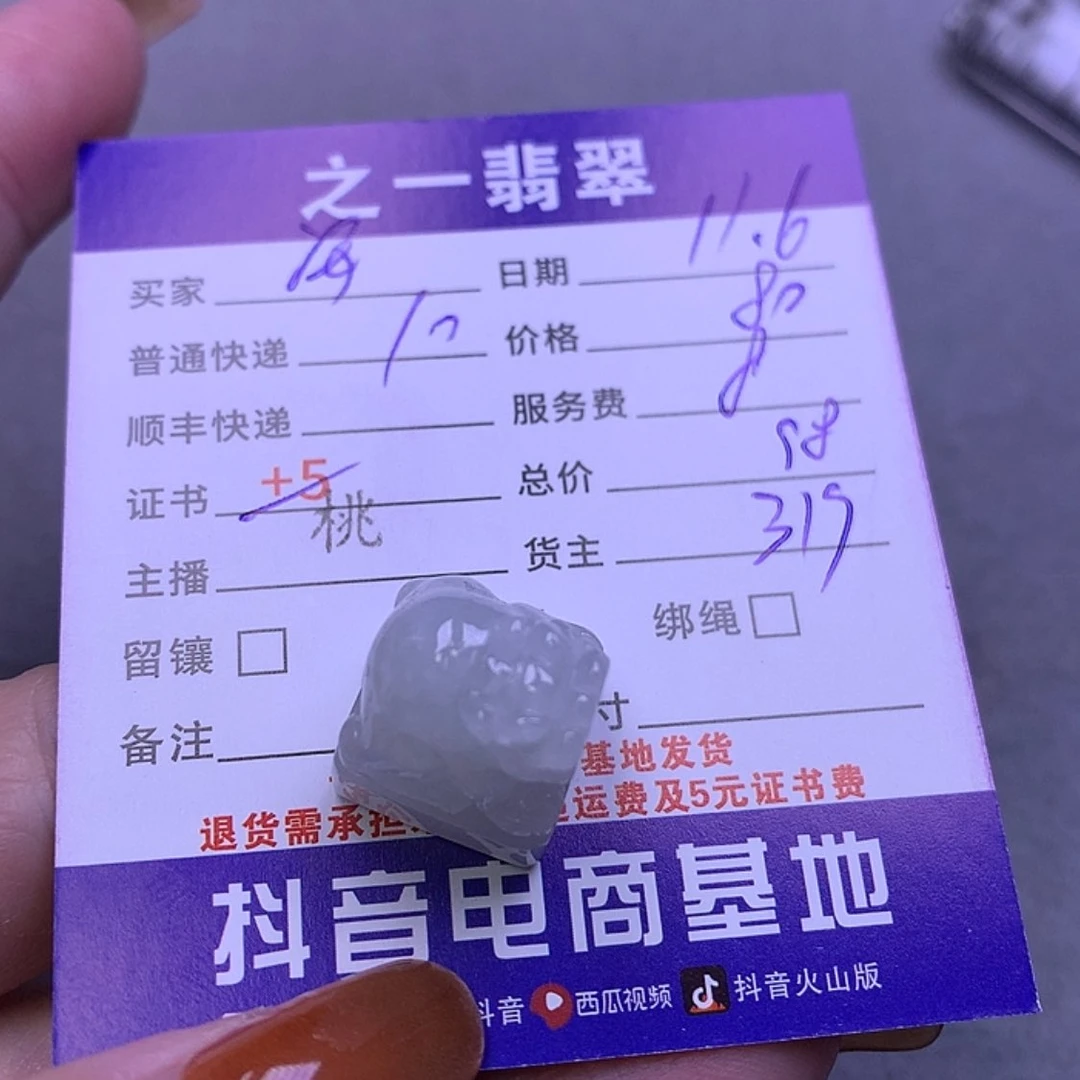 之一翡翠
买家 海 日期 11.6
普通快递 10 价格 80
顺丰快递 服务费 8
证书 +5 总价 98
桃
主播 货主 319
留镶 绑绳
备注 寸
基地发货
退货需承担 运费及5元证书费
抖音电商基地
抖音 西瓜视频 抖音火山版